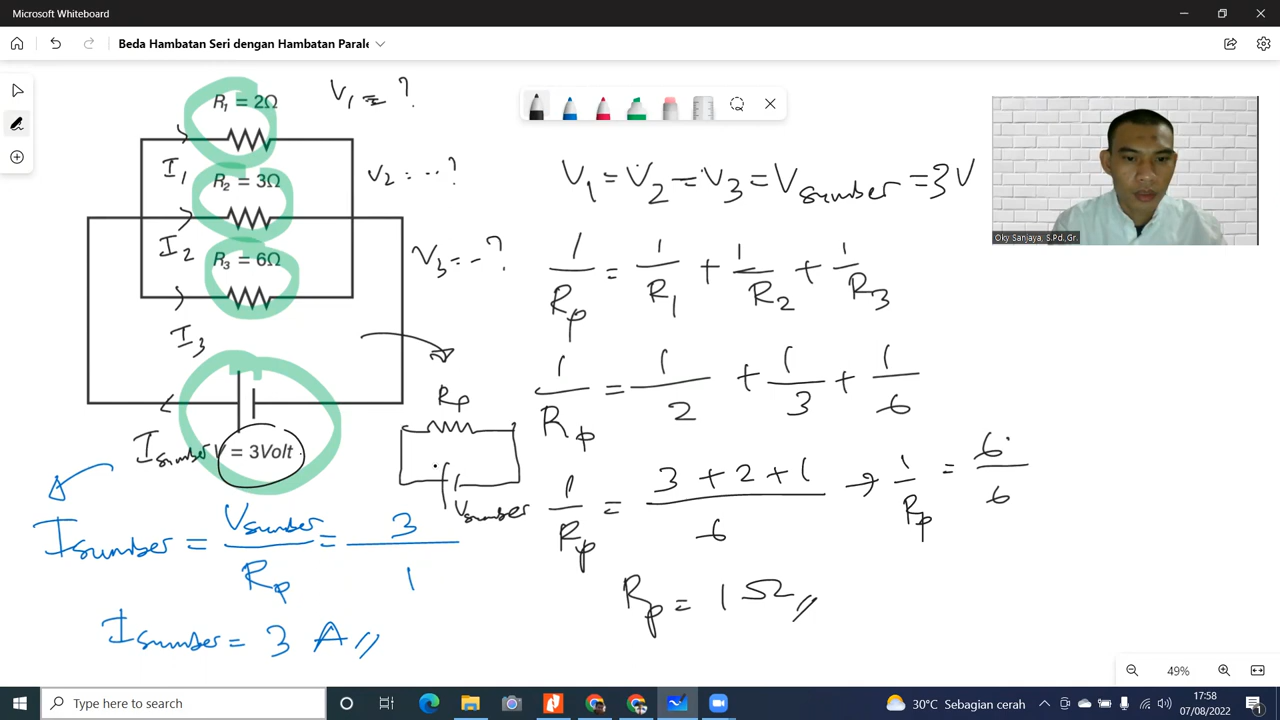 Microsoft Whiteboard
Beda Hambatan Seri dengan Hambatan Parale
R₁ = 2Ω
V₁ = ?
I₁
R₂ = 3Ω
V₂ = ...?
I₂
R₃ = 6Ω
V₃ = -?
I₃
Rp
Isumber
V = 3Volt
Vsumber
Isumber = Vsumber/Rp = 3/1
Isumber = 3 A //
V₁ = V₂ = V₃ = Vsumber = 3V
1/Rp = 1/R₁ + 1/R₂ + 1/R₃
1/Rp = 1/2 + 1/3 + 1/6
1/Rp = 3 + 2 + 1/6 → 1/Rp = 6/6
Rp = 1 Ω //
Oky Sanjaya, S.Pd.,Gr.
49%
Type here to search
30°C Sebagian cerah
17:58
07/08/2022
1